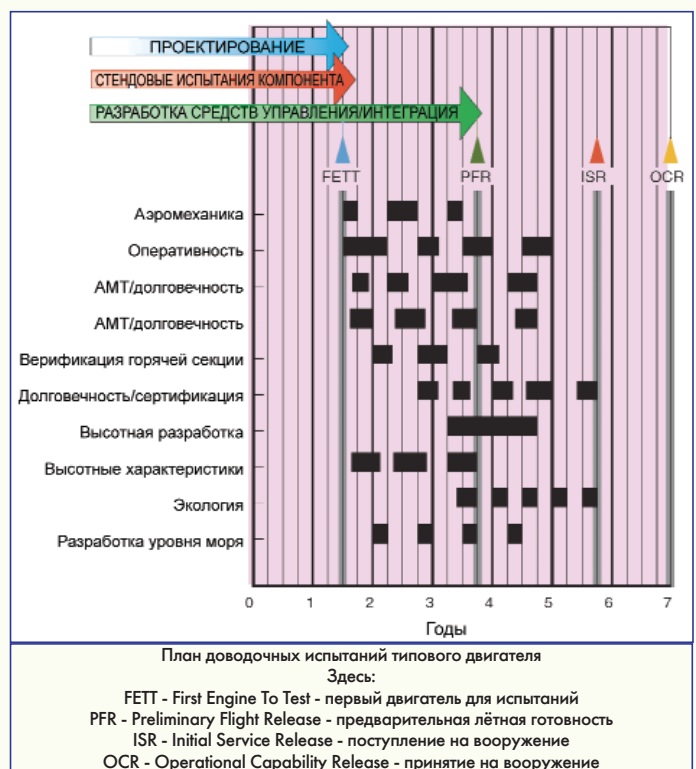 ПРОЕКТИРОВАНИЕ
СТЕНДОВЫЕ ИСПЫТАНИЯ КОМПОНЕНТА
РАЗРАБОТКА СРЕДСТВ УПРАВЛЕНИЯ/ИНТЕГРАЦИЯ
FETT PFR ISR OCR
Аэромеханика
Оперативность
АМТ/долговечность
АМТ/долговечность
Верификация горячей секции
Долговечность/сертификация
Высотная разработка
Высотные характеристики
Экология
Разработка уровня моря
0 1 2 3 4 5 6 7
Годы
План доводочных испытаний типового двигателя
Здесь:
FETT - First Engine To Test - первый двигатель для испытаний
PFR - Preliminary Flight Release - предварительная лётная готовность
ISR - Initial Service Release - поступление на вооружение
OCR - Operational Capability Release - принятие на вооружение